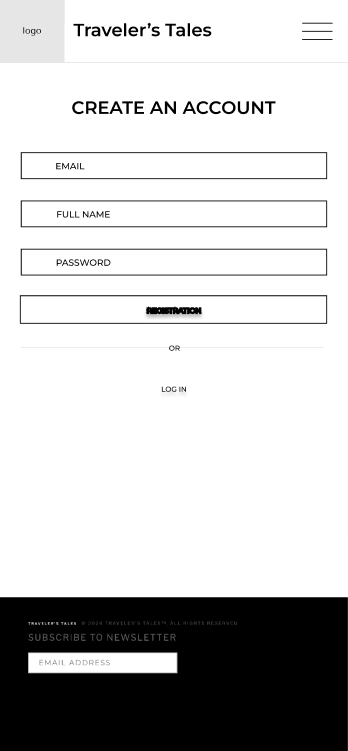 logo
Traveler’s Tales
CREATE AN ACCOUNT
EMAIL
FULL NAME
PASSWORD
REGISTRATION
OR
LOG IN
TRAVELER'S TALES © 2024 TRAVELER'S TALES™. ALL RIGHTS RESERVED
SUBSCRIBE TO NEWSLETTER
EMAIL ADDRESS